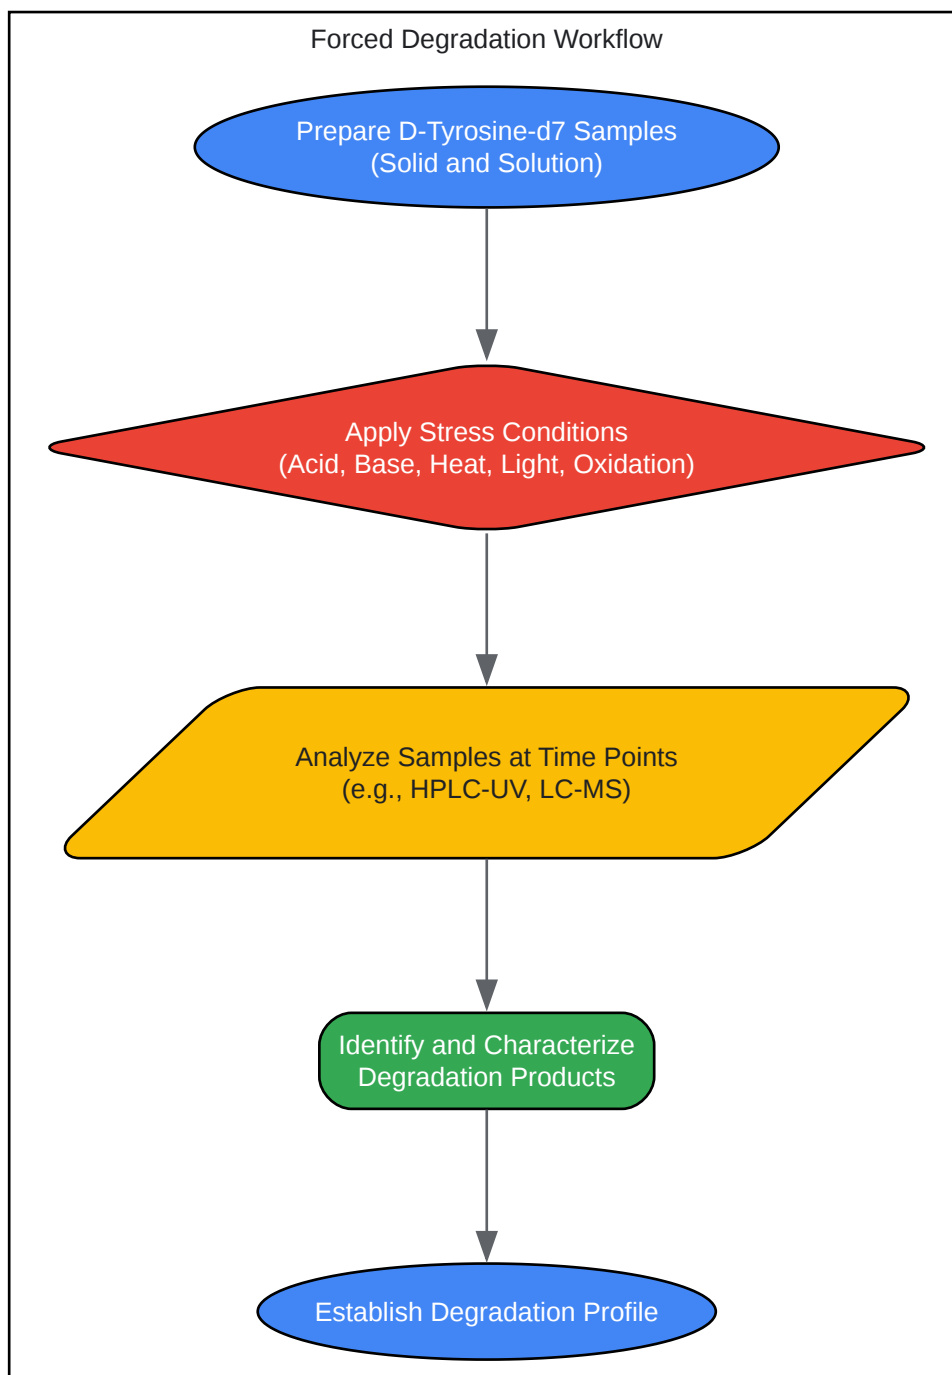 Forced Degradation Workflow
Prepare D-Tyrosine-d7 Samples
(Solid and Solution)
Apply Stress Conditions
(Acid, Base, Heat, Light, Oxidation)
Analyze Samples at Time Points
(e.g., HPLC-UV, LC-MS)
Identify and Characterize
Degradation Products
Establish Degradation Profile